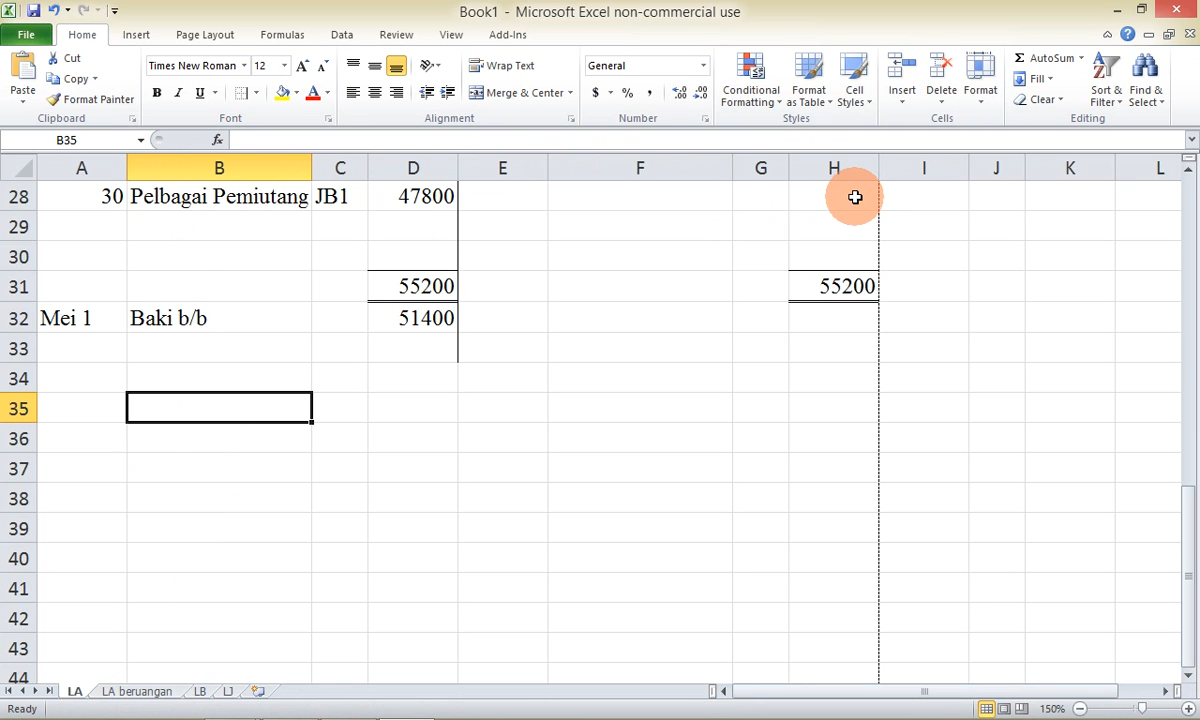 Book1 - Microsoft Excel non-commercial use
File Home Insert Page Layout Formulas Data Review View Add-Ins
Paste
Cut
Copy
Format Painter
Clipboard
Times New Roman 12
B I U
Font
Wrap Text
Merge & Center
Alignment
General
$ % ,
Number
Conditional Formatting
Format as Table
Cell Styles
Styles
Insert Delete Format
Cells
AutoSum
Fill
Clear
Sort & Filter
Find & Select
Editing
B35 fx
A B C D E F G H I J K L
28 30 Pelbagai Pemiutang JB1 47800
29
30
31 55200 55200
32 Mei 1 Baki b/b 51400
33
34
35
36
37
38
39
40
41
42
43
44
LA LA beruangan LB LJ
Ready 150%